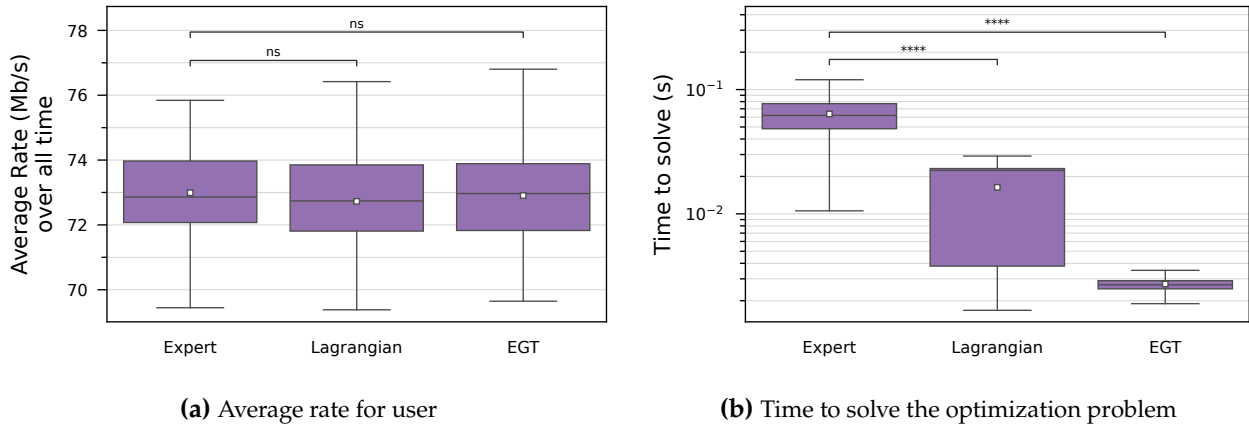 78
76
74
72
70
Average Rate (Mb/s)
over all time
ns
ns
Expert Lagrangian EGT
(a) Average rate for user
10⁻¹
10⁻²
Time to solve (s)
****
****
Expert Lagrangian EGT
(b) Time to solve the optimization problem